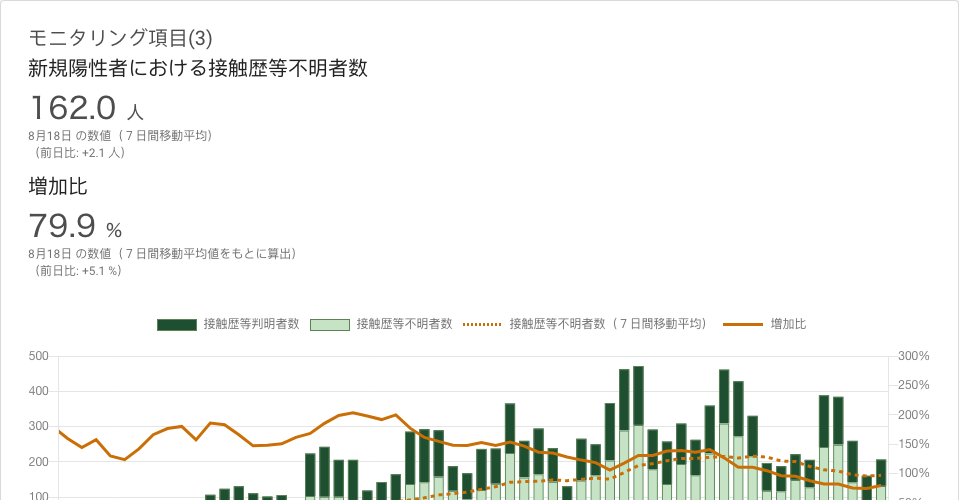 モニタリング項目(3)
新規陽性者における接触歴等不明者数
162.0 人
8月18日 の数値（７日間移動平均）
（前日比: +2.1 人）
増加比
79.9 %
8月18日 の数値（７日間移動平均値をもとに算出）
（前日比: +5.1 %）
接触歴等判明者数 接触歴等不明者数 接触歴等不明者数（７日間移動平均） 増加比
500 300%
250%
400
200%
300
150%
200
100%
100
50%